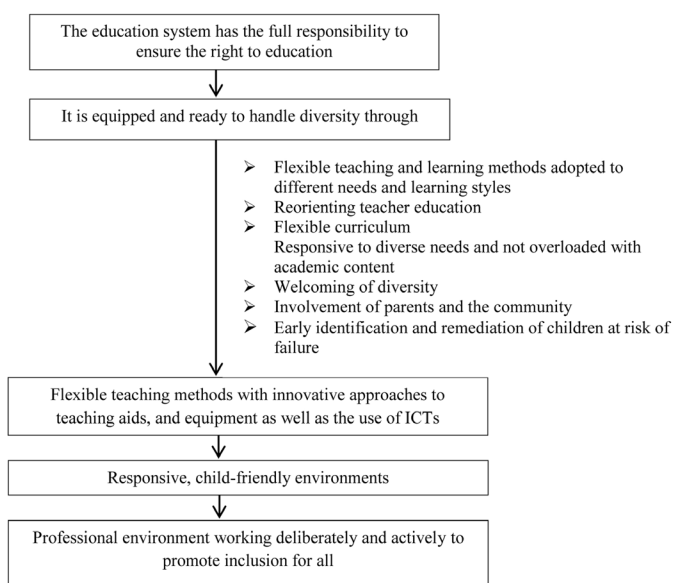 The education system has the full responsibility to
ensure the right to education
It is equipped and ready to handle diversity through
➢ Flexible teaching and learning methods adopted to
different needs and learning styles
➢ Reorienting teacher education
➢ Flexible curriculum
Responsive to diverse needs and not overloaded with
academic content
➢ Welcoming of diversity
➢ Involvement of parents and the community
➢ Early identification and remediation of children at risk of
failure
Flexible teaching methods with innovative approaches to
teaching aids, and equipment as well as the use of ICTs
Responsive, child-friendly environments
Professional environment working deliberately and actively to
promote inclusion for all